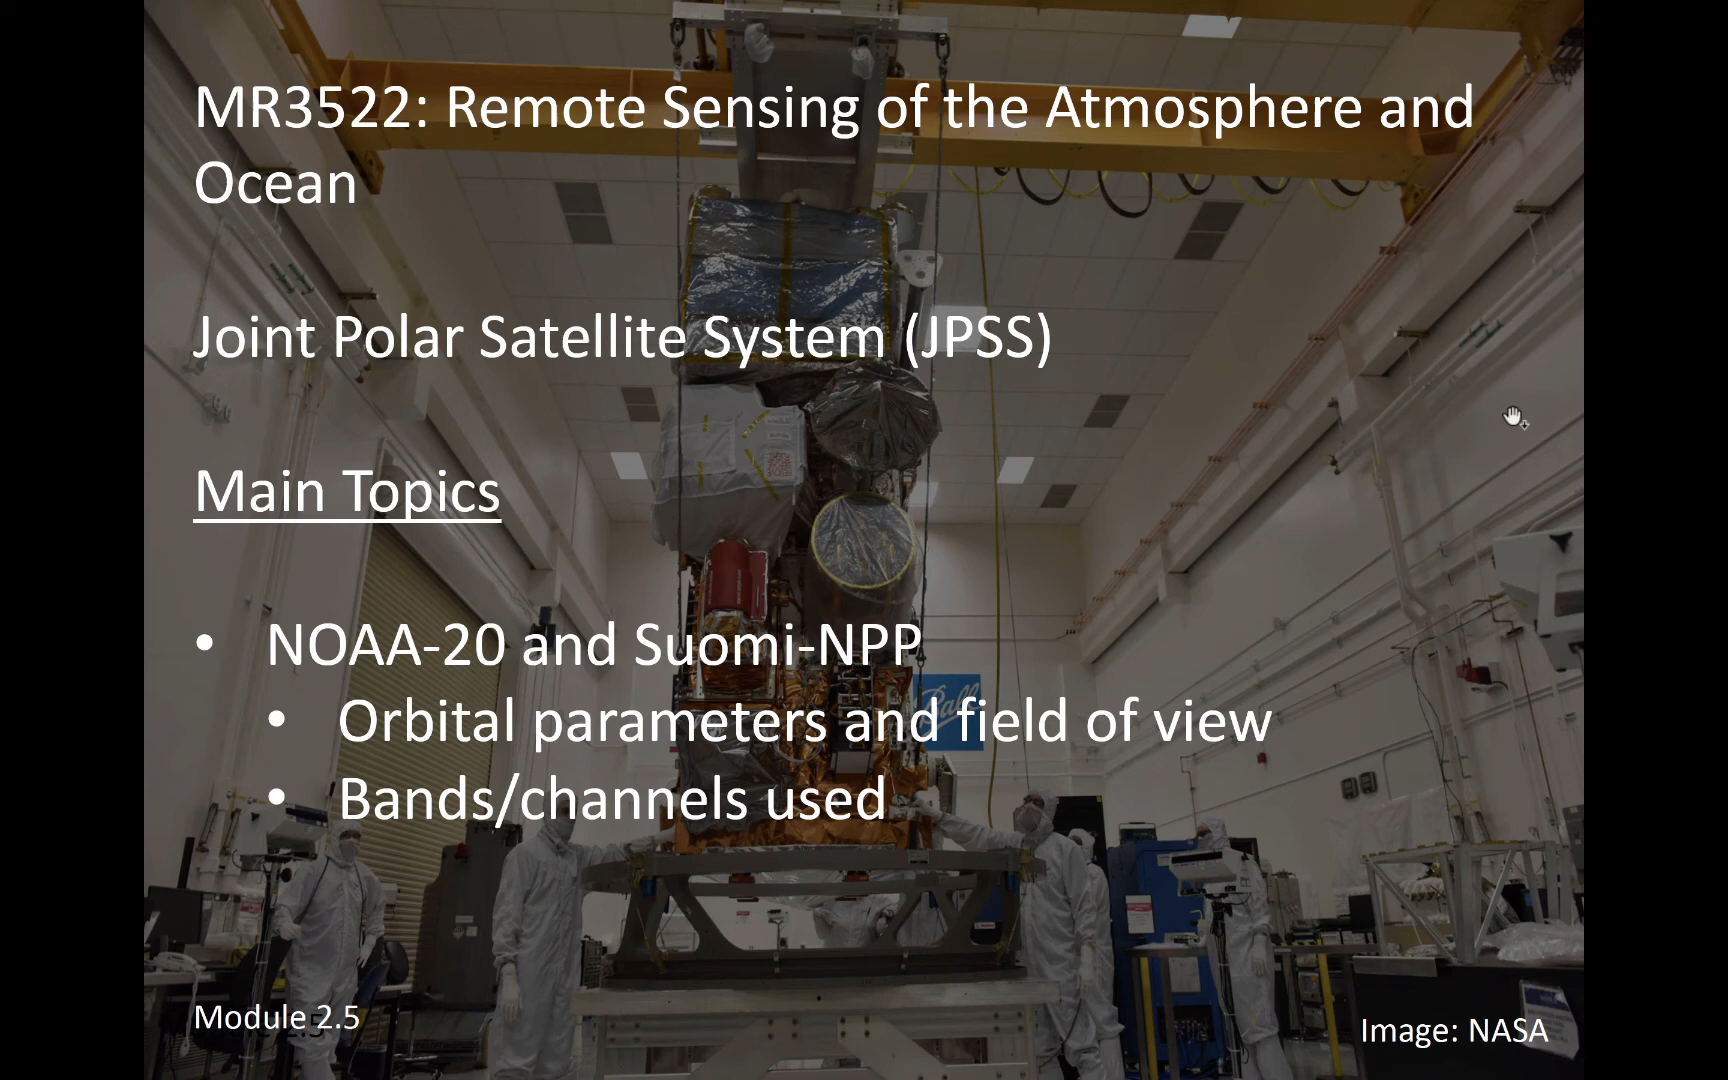 MR3522: Remote Sensing of the Atmosphere and
Ocean
Joint Polar Satellite System (JPSS)
Main Topics
• NOAA-20 and Suomi-NPP
• Orbital parameters and field of view
• Bands/channels used
Ball
Module 2.5
Image: NASA